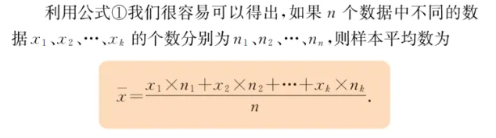 利用公式①我们很容易可以得出,如果 n 个数据中不同的数
据 x₁、x₂、…、xₖ 的个数分别为 n₁、n₂、…、nₙ,则样本平均数为
x̄=(x₁×n₁+x₂×n₂+…+xₖ×nₖ)/n.